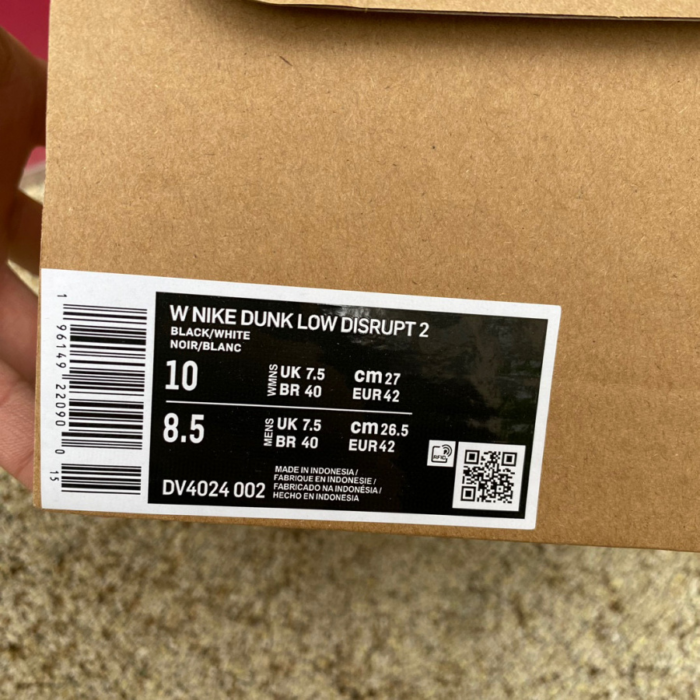 W NIKE DUNK LOW DISRUPT 2
BLACK/WHITE
NOIR/BLANC
10 WMNS UK 7.5 cm 27
BR 40 EUR 42
8.5 MENS UK 7.5 cm 26.5
BR 40 EUR 42
DV4024 002
MADE IN INDONESIA/
FABRIQUE EN INDONESIE/
FABRICADO NA INDONÉSIA/
HECHO EN INDONESIA
RFID
1 96149 22090 0 15